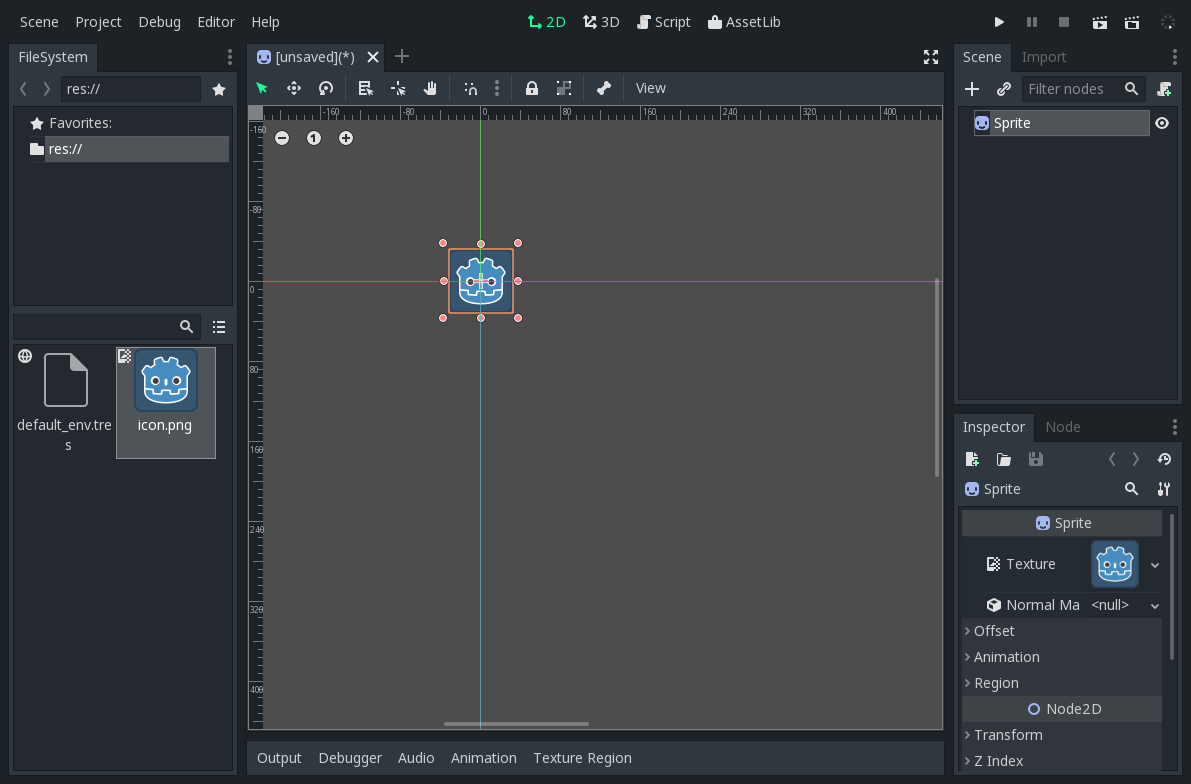 Scene Project Debug Editor Help 2D 3D Script AssetLib
FileSystem
[unsaved](*)
Scene Import
res://
View
Filter nodes
Favorites:
res://
-160 -80 0 80 160 240 320 400
-160
1
Sprite
-80
0
80
160
240
320
400
default_env.tre
s
icon.png
Inspector Node
Sprite
Sprite
Texture
Normal Ma <null>
Offset
Animation
Region
Node2D
Transform
Z Index
Output Debugger Audio Animation Texture Region